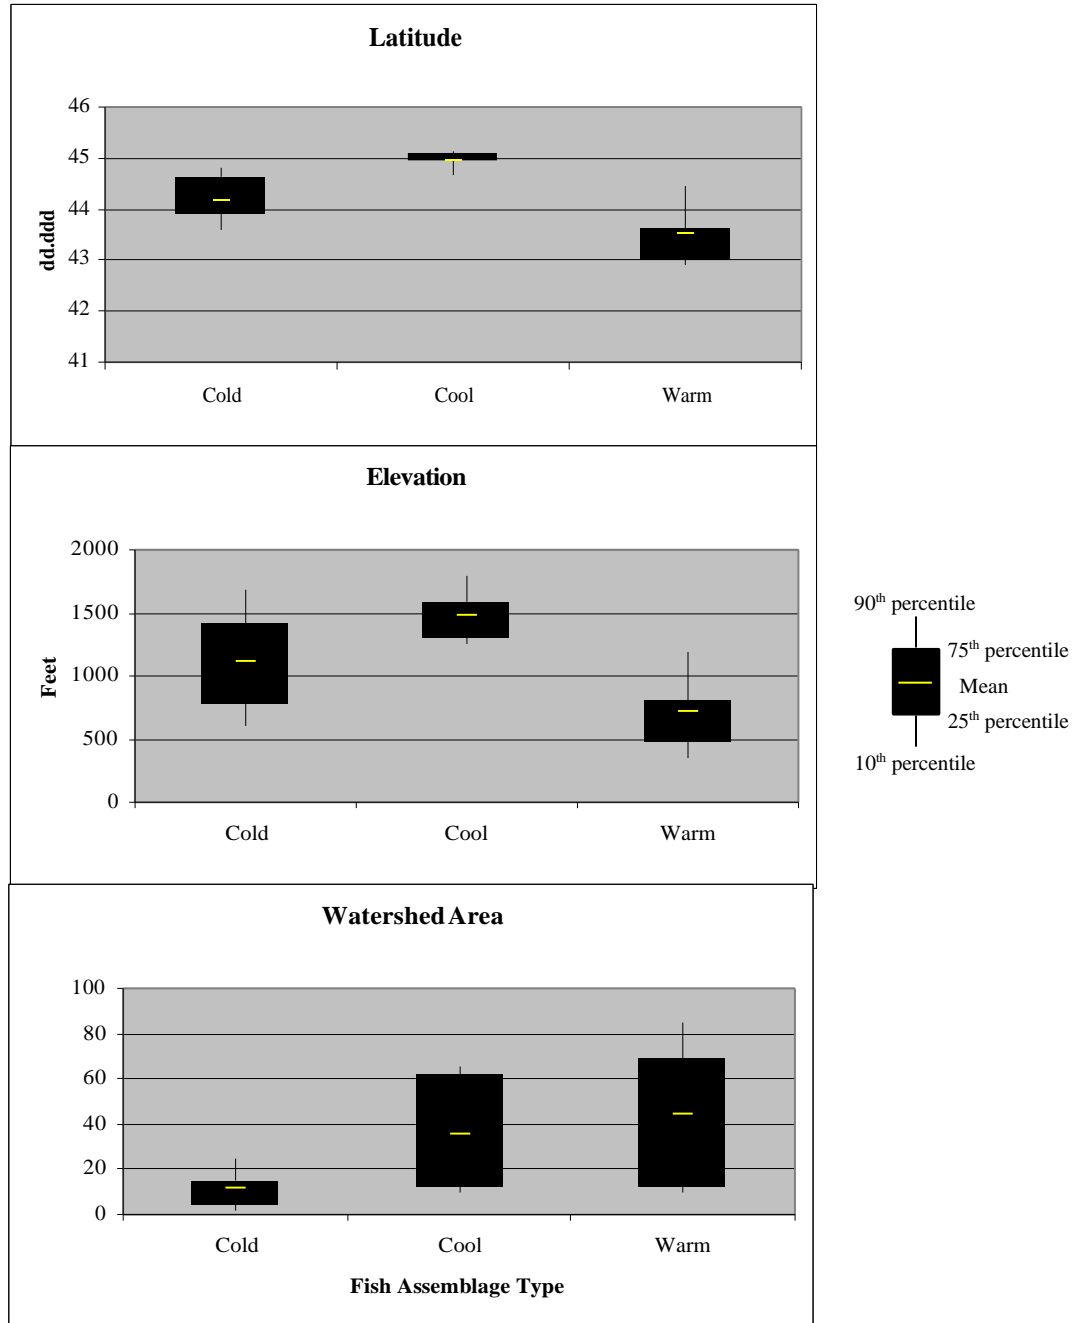 Latitude
46
45
44
43
42
41
dd.ddd
Cold Cool Warm
Elevation
2000
1500
1000
500
0
Feet
Cold Cool Warm
90th percentile
75th percentile
Mean
25th percentile
10th percentile
Watershed Area
100
80
60
40
20
0
Cold Cool Warm
Fish Assemblage Type